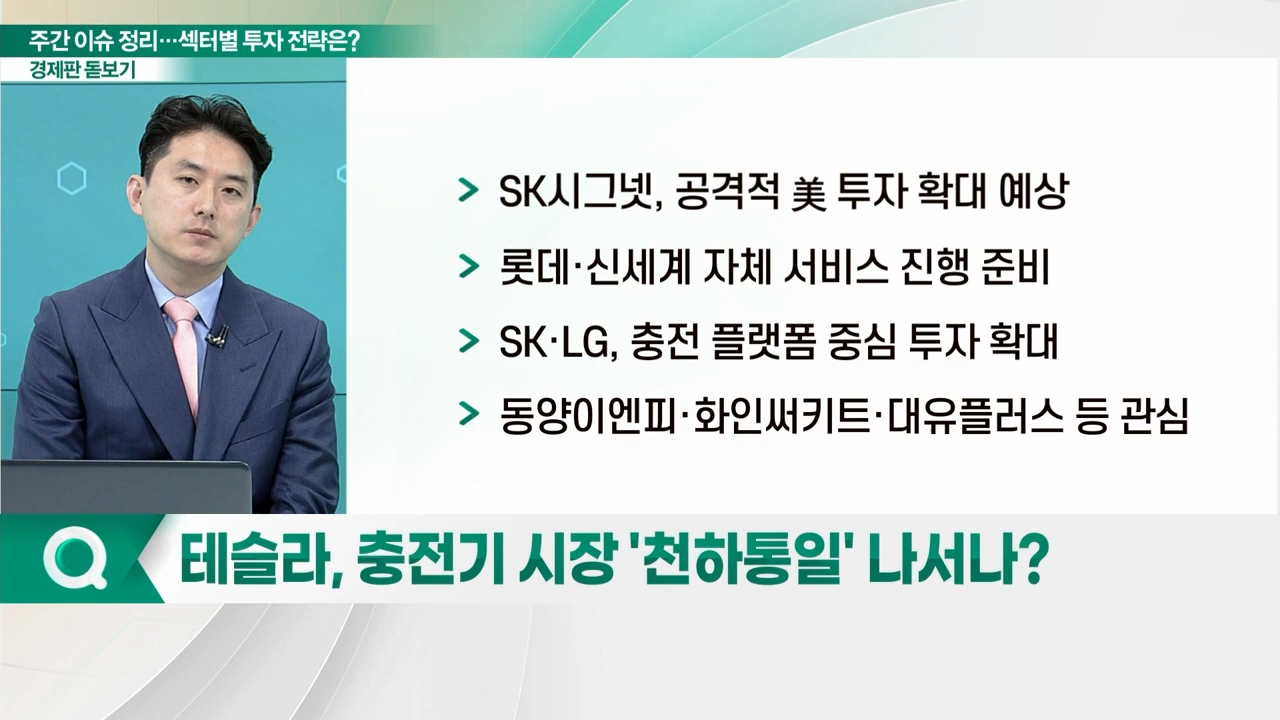 주간 이슈 정리…섹터별 투자 전략은?
경제판 돋보기
> SK시그넷, 공격적 美 투자 확대 예상
> 롯데·신세계 자체 서비스 진행 준비
> SK·LG, 충전 플랫폼 중심 투자 확대
> 동양이엔피·화인써키트·대유플러스 등 관심
Q 테슬라, 충전기 시장 '천하통일' 나서나?